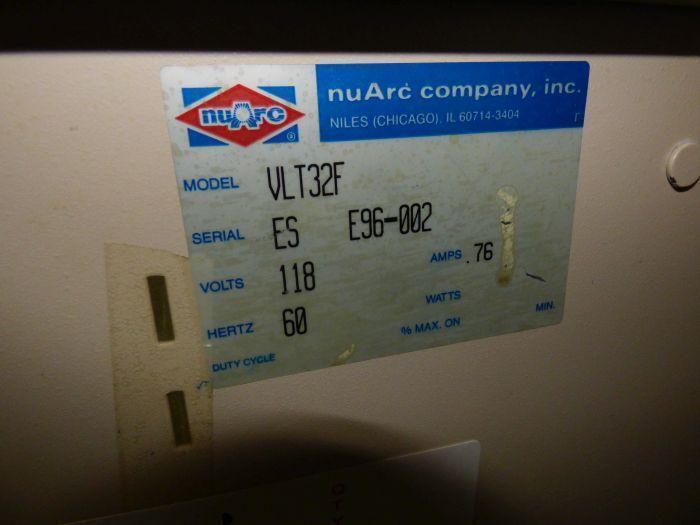 nuArc
nuArc company, inc.
NILES (CHICAGO), IL 60714-3404
MODEL VLT32F
SERIAL ES E96-002
VOLTS 118 AMPS .76
HERTZ 60 WATTS
DUTY CYCLE % MAX. ON MIN.
QTY